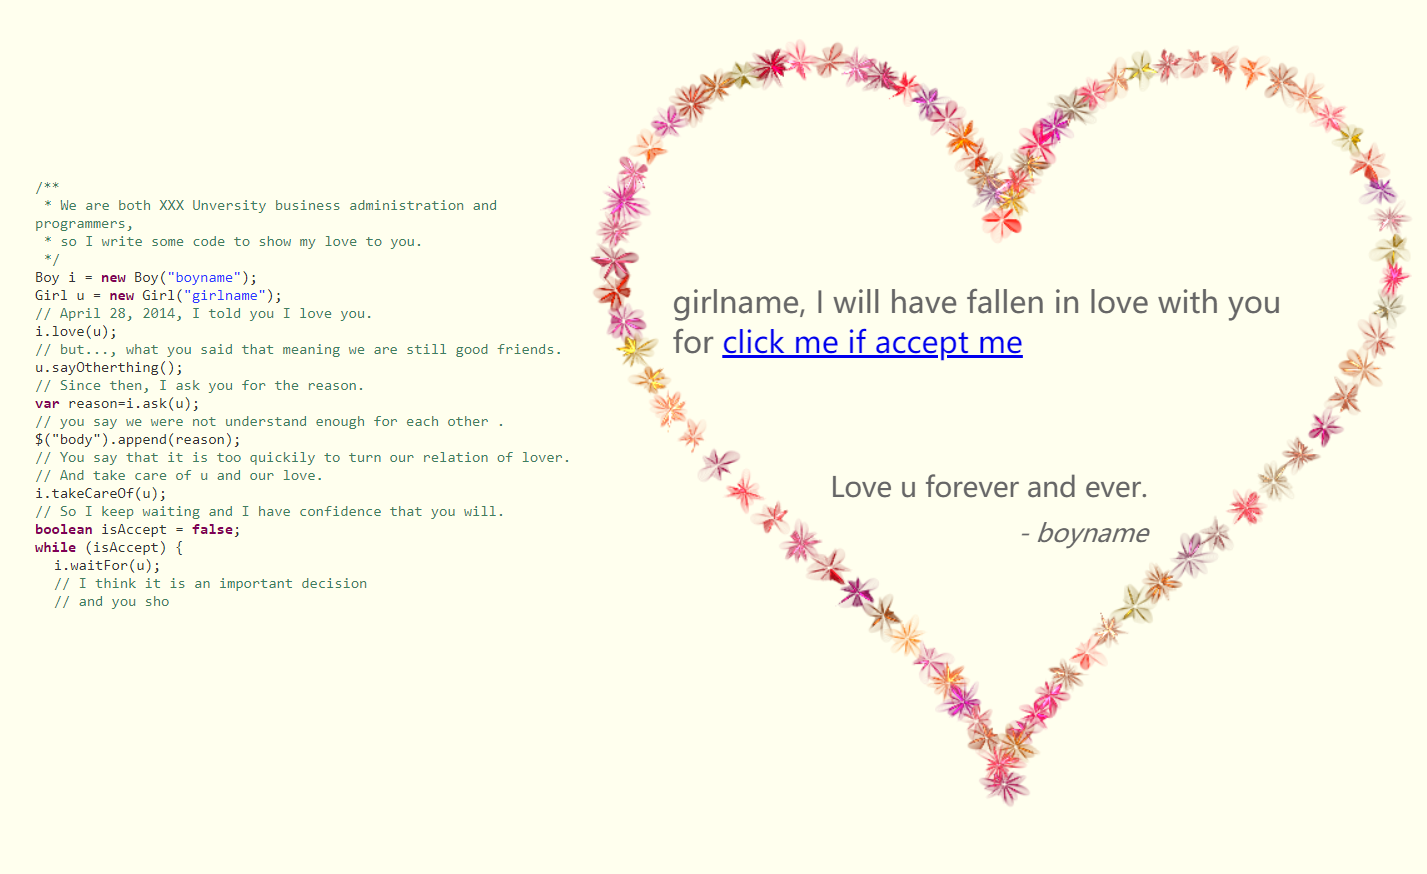 /**
* We are both XXX Unversity business administration and
programmers,
* so I write some code to show my love to you.
*/
Boy i = new Boy("boyname");
Girl u = new Girl("girlname");
// April 28, 2014, I told you I love you.
i.love(u);
// but..., what you said that meaning we are still good friends.
u.sayOtherthing();
// Since then, I ask you for the reason.
var reason=i.ask(u);
// you say we were not understand enough for each other .
$("body").append(reason);
// You say that it is too quickily to turn our relation of lover.
// And take care of u and our love.
i.takeCareOf(u);
// So I keep waiting and I have confidence that you will.
boolean isAccept = false;
while (isAccept) {
i.waitFor(u);
// I think it is an important decision
// and you sho
girlname, I will have fallen in love with you
for click me if accept me
Love u forever and ever.
- boyname